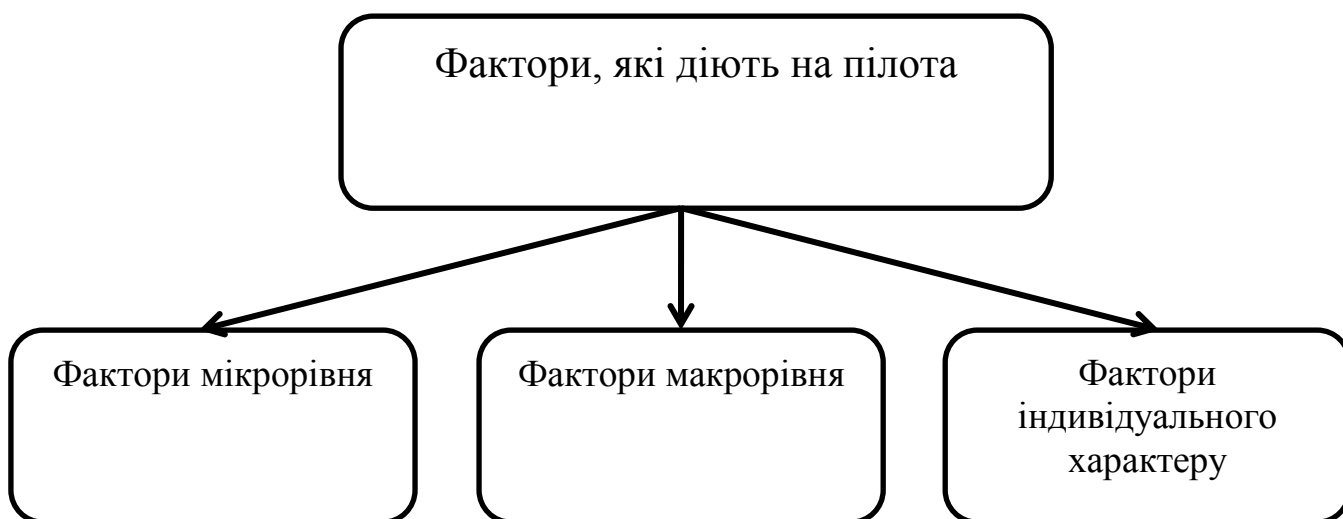 Фактори, які діють на пілота
Фактори мікрорівня
Фактори макрорівня
Фактори
індивідуального
характеру